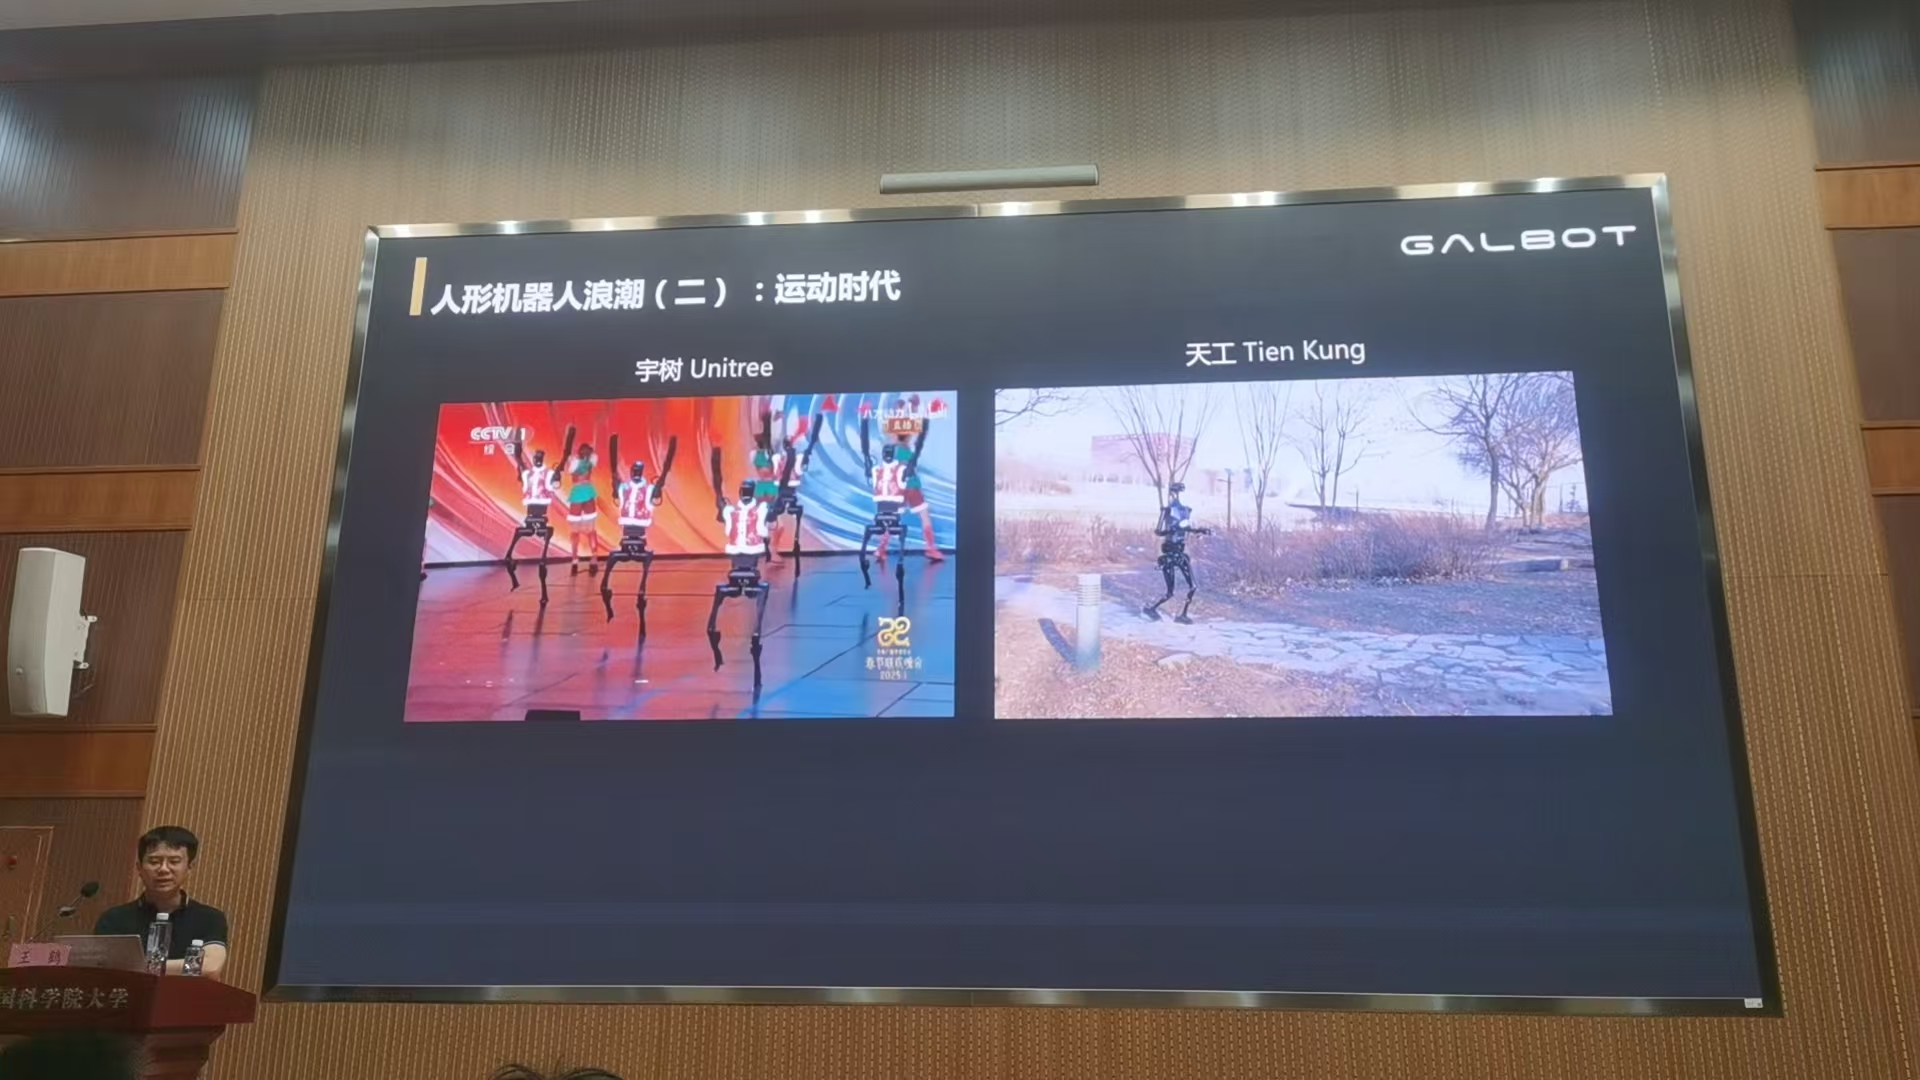 GALBOT
人形机器人浪潮（二）：运动时代
宇树 Unitree
天工 Tien Kung
CCTV 1
综合
直播
春节联欢晚会
2025
王 鹤
国科学院大学